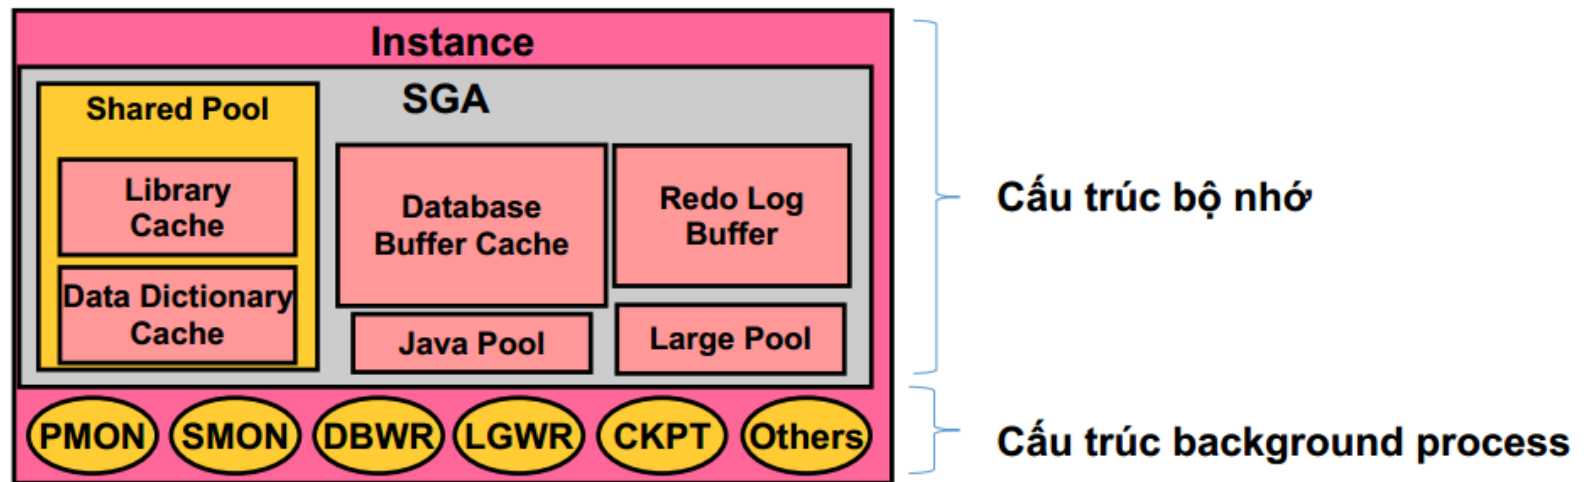 Instance
SGA
Shared Pool
Library
Cache
Data Dictionary
Cache
Database
Buffer Cache
Redo Log
Buffer
Java Pool
Large Pool
Cấu trúc bộ nhớ
PMON
SMON
DBWR
LGWR
CKPT
Others
Cấu trúc background process